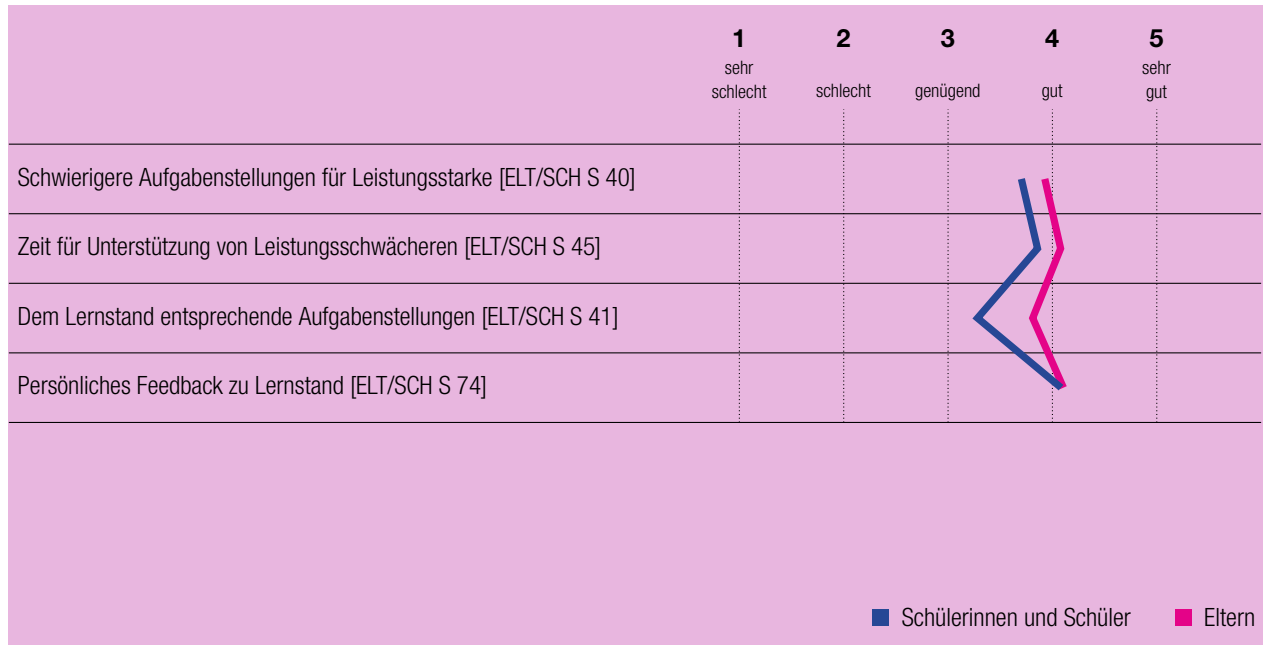 1 2 3 4 5
sehr sehr
schlecht schlecht genügend gut gut
Schwierigere Aufgabenstellungen für Leistungsstarke [ELT/SCH S 40]
Zeit für Unterstützung von Leistungsschwächeren [ELT/SCH S 45]
Dem Lernstand entsprechende Aufgabenstellungen [ELT/SCH S 41]
Persönliches Feedback zu Lernstand [ELT/SCH S 74]
Schülerinnen und Schüler Eltern